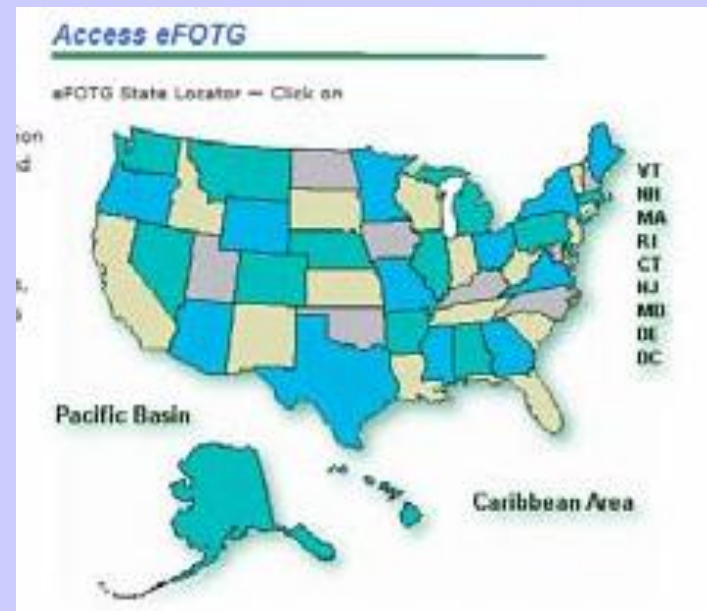 Access eFOTG
eFOTG State Locator — Click on
ion
d
s,
s
VT
NH
MA
RI
CT
NJ
MD
DE
DC
Pacific Basin
Caribbean Area